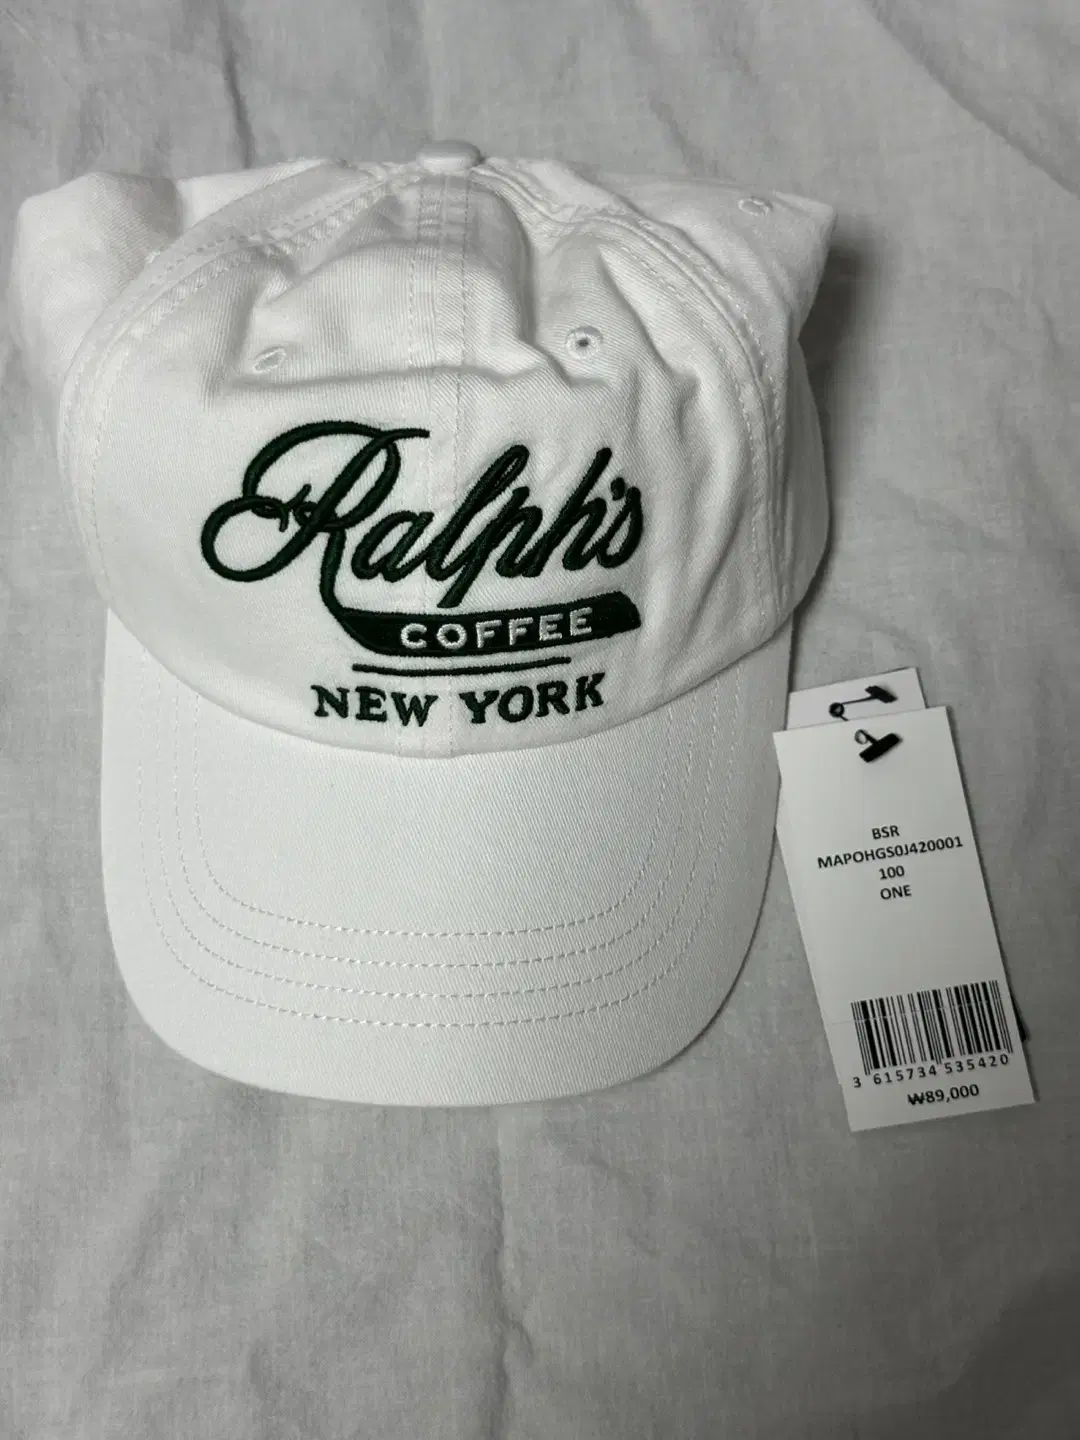 Ralph's
COFFEE
NEW YORK
BSR
MAPOHGS0J420001
100
ONE
3 615734 535420
₩89,000